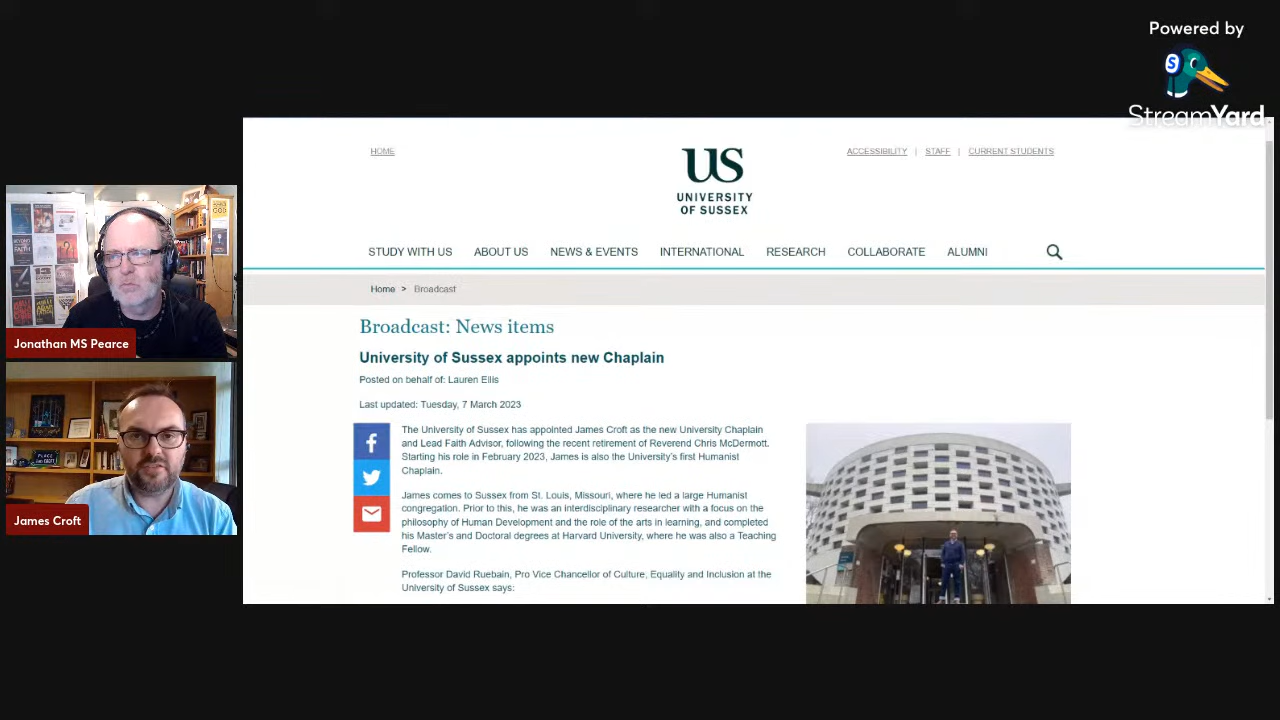 Powered by
StreamYard
HOME
ACCESSIBILITY | STAFF | CURRENT STUDENTS
US
UNIVERSITY
OF SUSSEX
STUDY WITH US ABOUT US NEWS & EVENTS INTERNATIONAL RESEARCH COLLABORATE ALUMNI
Home > Broadcast
Broadcast: News items
University of Sussex appoints new Chaplain
Posted on behalf of: Lauren Ellis
Last updated: Tuesday, 7 March 2023
The University of Sussex has appointed James Croft as the new University Chaplain
and Lead Faith Advisor, following the recent retirement of Reverend Chris McDermott.
Starting his role in February 2023, James is also the University's first Humanist
Chaplain.
James comes to Sussex from St. Louis, Missouri, where he led a large Humanist
congregation. Prior to this, he was an interdisciplinary researcher with a focus on the
philosophy of Human Development and the role of the arts in learning, and completed
his Master's and Doctoral degrees at Harvard University, where he was also a Teaching
Fellow.
Professor David Ruebain, Pro Vice Chancellor of Culture, Equality and Inclusion at the
University of Sussex says:
Jonathan MS Pearce
James Croft